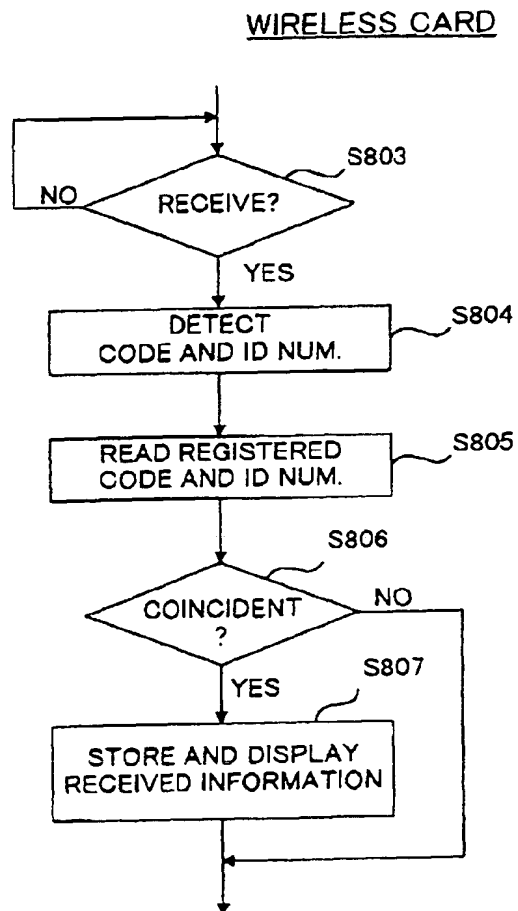 WIRELESS CARD
S803
RECEIVE?
NO
YES
S804
DETECT
CODE AND ID NUM.
S805
READ REGISTERED
CODE AND ID NUM.
S806
COINCIDENT
?
NO
YES
S807
STORE AND DISPLAY
RECEIVED INFORMATION